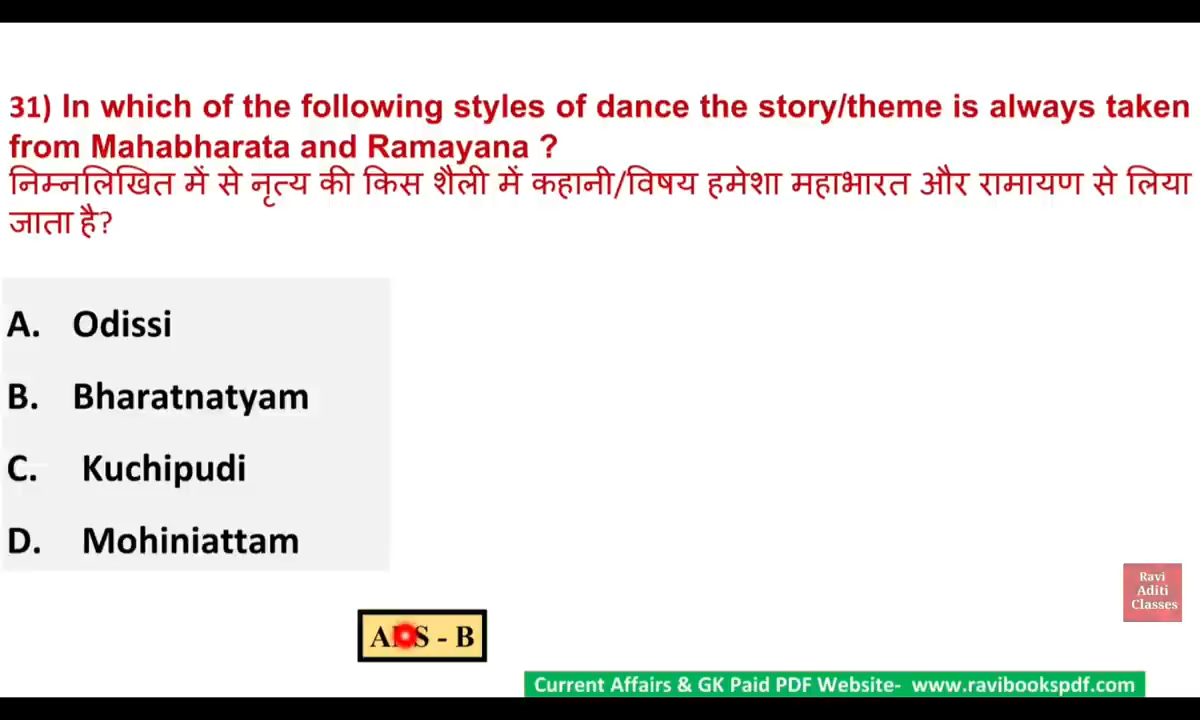 31) In which of the following styles of dance the story/theme is always taken
from Mahabharata and Ramayana ?
निम्नलिखित में से नृत्य की किस शैली में कहानी/विषय हमेशा महाभारत और रामायण से लिया
जाता है?
A. Odissi
B. Bharatnatyam
C. Kuchipudi
D. Mohiniattam
Ravi
Aditi
Classes
ANS - B
Current Affairs & GK Paid PDF Website- www.ravibookspdf.com